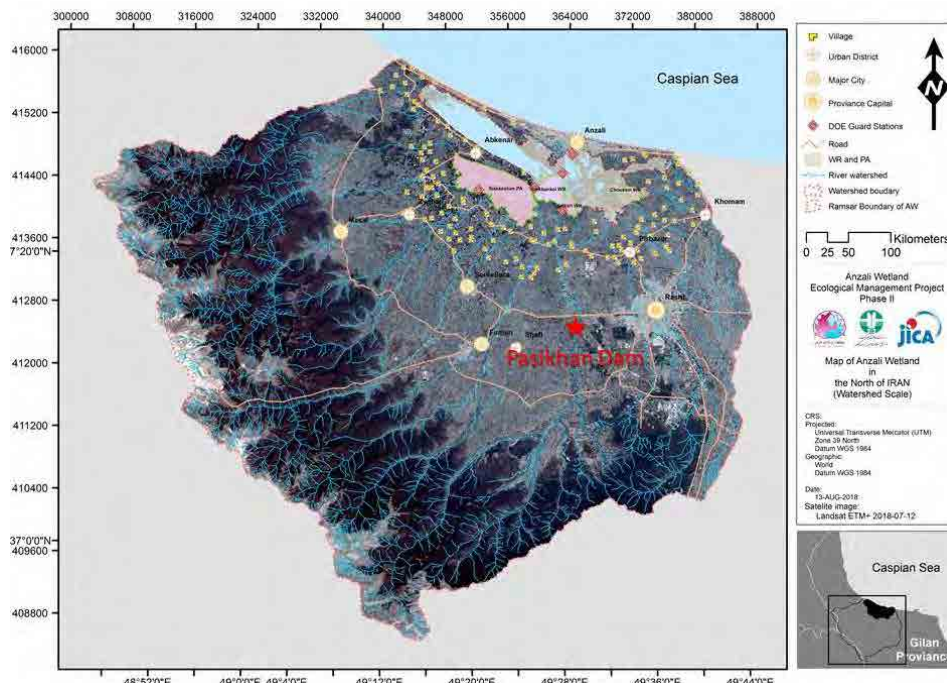 300000 308000 316000 324000 332000 340000 348000 356000 364000 372000 380000 388000
416000
415200
414400
413600
7°20'0"N
412800
412000
411200
410400
37°0'0"N
409600
408800
48°52'0"E 49°0'0"E 49°4'0"E 49°12'0"E 49°20'0"E 49°28'0"E 49°36'0"E 49°44'0"E
Caspian Sea
Anzali
Abkenar
Khomam
Rasht
Fuman
Shaft
Pasikhan Dam
Village
Urban District
Major City
Proviance Capital
DOE Guard Stations
Road
WR and PA
River watershed
Watershed boudary
Ramsar Boundary of AW
N
0 25 50 100
Kilometers
Anzali Wetland
Ecological Management Project
Phase II
jICA
Map of Anzali Wetland
in
the North of IRAN
(Watershed Scale)
CRS:
Projected:
Universal Transverse Mercator (UTM)
Zone 39 North
Datum WGS 1984
Geographic:
World
Datum WGS 1984
Date:
13-AUG-2018
Satellite image:
Landsat ETM+ 2018-07-12
Caspian Sea
Gilan
Proviance